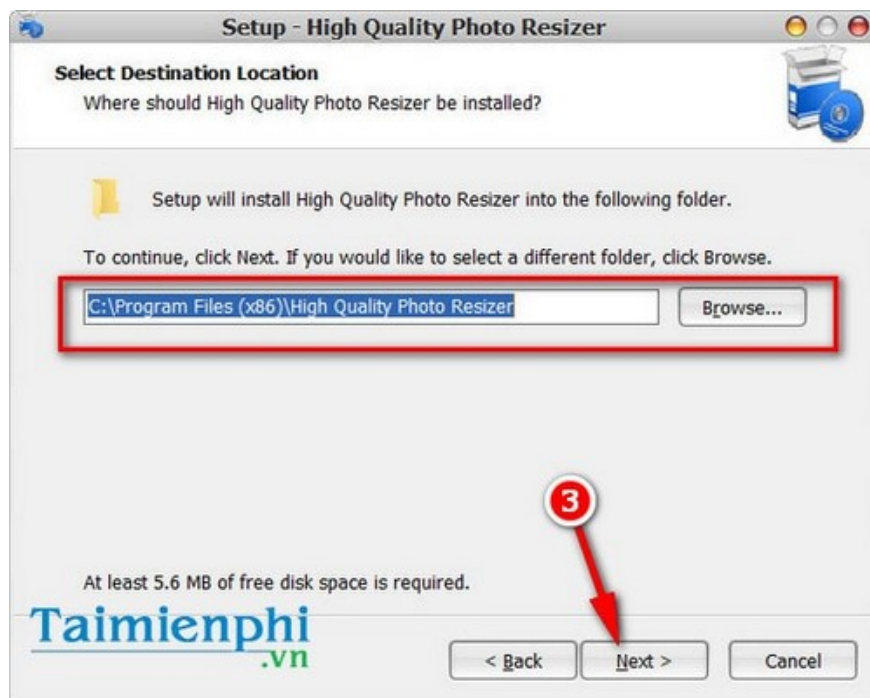 Setup - High Quality Photo Resizer
Select Destination Location
Where should High Quality Photo Resizer be installed?
Setup will install High Quality Photo Resizer into the following folder.
To continue, click Next. If you would like to select a different folder, click Browse.
C:\Program Files (x86)\High Quality Photo Resizer Browse...
3
At least 5.6 MB of free disk space is required.
Taimienphi
.vn
< Back Next > Cancel